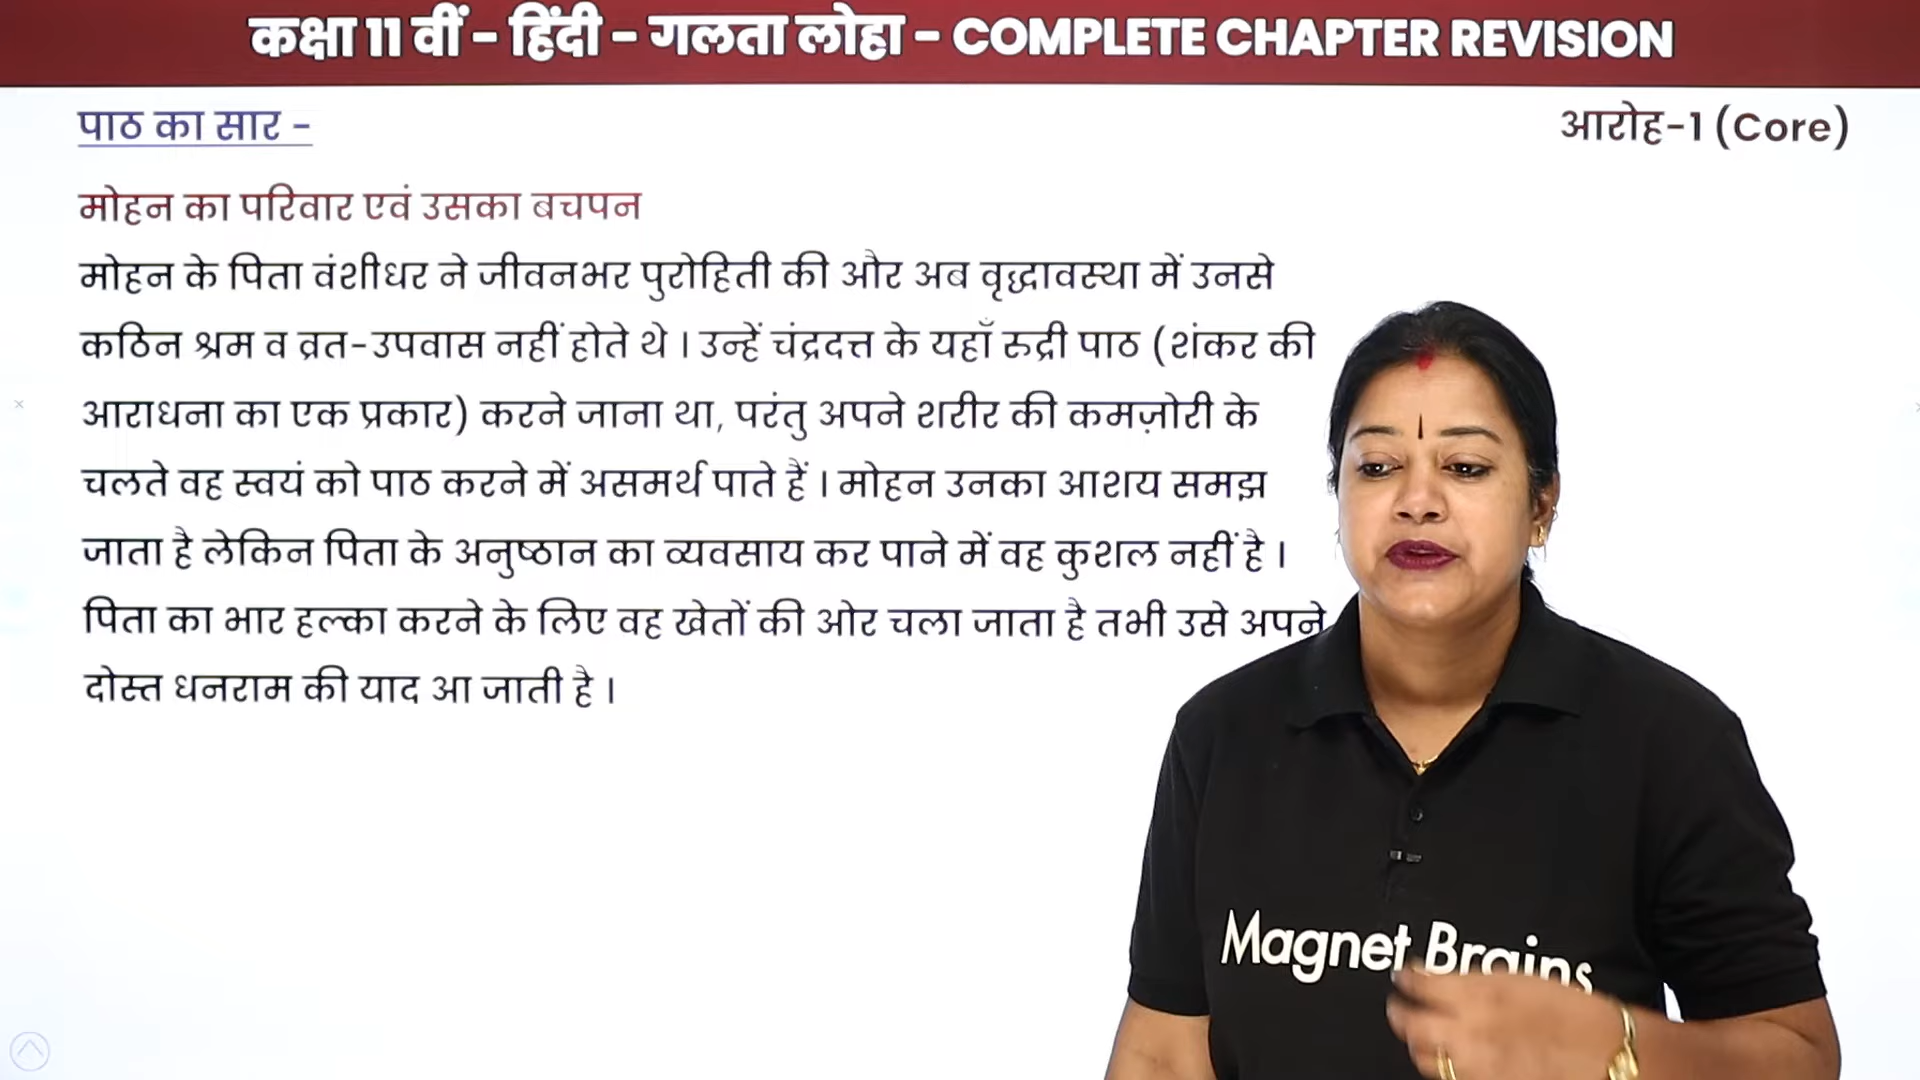 कक्षा 11 वीं - हिंदी - गलता लोहा - COMPLETE CHAPTER REVISION
पाठ का सार -
आरोह-1 (Core)
मोहन का परिवार एवं उसका बचपन
मोहन के पिता वंशीधर ने जीवनभर पुरोहिती की और अब वृद्धावस्था में उनसे
कठिन श्रम व व्रत-उपवास नहीं होते थे । उन्हें चंद्रदत्त के यहाँ रुद्री पाठ (शंकर की
आराधना का एक प्रकार) करने जाना था, परंतु अपने शरीर की कमज़ोरी के
चलते वह स्वयं को पाठ करने में असमर्थ पाते हैं । मोहन उनका आशय समझ
जाता है लेकिन पिता के अनुष्ठान का व्यवसाय कर पाने में वह कुशल नहीं है ।
पिता का भार हल्का करने के लिए वह खेतों की ओर चला जाता है तभी उसे अपने
दोस्त धनराम की याद आ जाती है ।
Magnet Brains